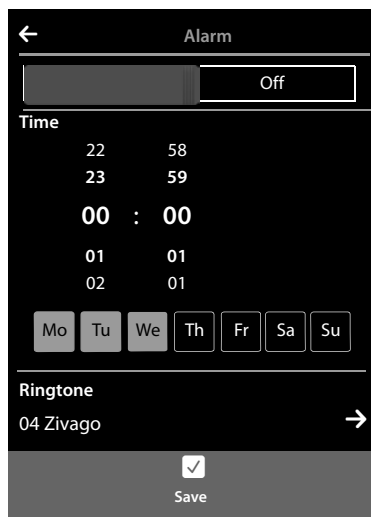 Alarm
Off
Time
22 58
23 59
00 : 00
01 01
02 01
Mo Tu We Th Fr Sa Su
Ringtone
04 Zivago
Save